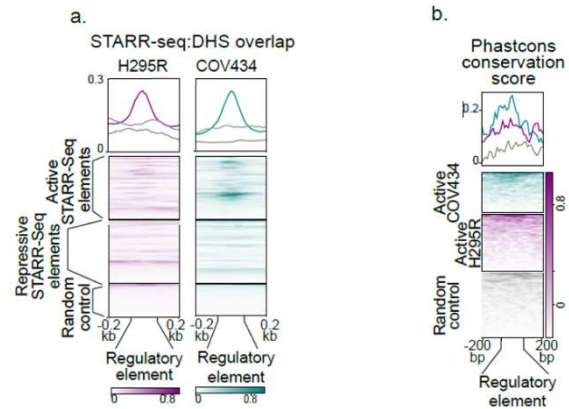 a.
STARR-seq:DHS overlap
H295R COV434
0.3
0
Active
STARR-Seq
elements
Repressive
STARR-Seq
elements
Random
control
-0.2 0.2 -0.2 0.2
kb kb kb kb
Regulatory Regulatory
element element
0 0.8 0 0.8
b.
Phastcons
conservation
score
0.2
0
Active
COV434
Active
H295R
Random
control
0.8
0
-200 200
bp bp
Regulatory
element